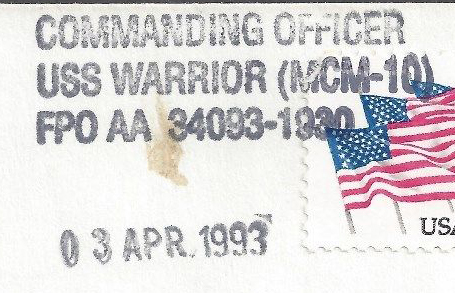 COMMANDING OFFICER
USS WARRIOR (MCM-10)
FPO AA 34093-1930
03 APR. 1993
USA